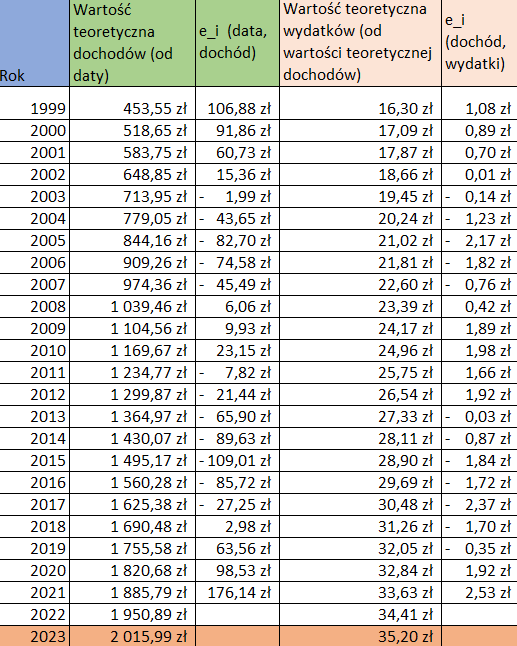 Rok | Wartość teoretyczna dochodów (od daty) | e_i (data, dochód) | Wartość teoretyczna wydatków (od wartości teoretycznej dochodów) | e_i (dochód, wydatki)
1999 | 453,55 zł | 106,88 zł | 16,30 zł | 1,08 zł
2000 | 518,65 zł | 91,86 zł | 17,09 zł | 0,89 zł
2001 | 583,75 zł | 60,73 zł | 17,87 zł | 0,70 zł
2002 | 648,85 zł | 15,36 zł | 18,66 zł | 0,01 zł
2003 | 713,95 zł | - 1,99 zł | 19,45 zł | - 0,14 zł
2004 | 779,05 zł | - 43,65 zł | 20,24 zł | - 1,23 zł
2005 | 844,16 zł | - 82,70 zł | 21,02 zł | - 2,17 zł
2006 | 909,26 zł | - 74,58 zł | 21,81 zł | - 1,82 zł
2007 | 974,36 zł | - 45,49 zł | 22,60 zł | - 0,76 zł
2008 | 1 039,46 zł | 6,06 zł | 23,39 zł | 0,42 zł
2009 | 1 104,56 zł | 9,93 zł | 24,17 zł | 1,89 zł
2010 | 1 169,67 zł | 23,15 zł | 24,96 zł | 1,98 zł
2011 | 1 234,77 zł | - 7,82 zł | 25,75 zł | 1,66 zł
2012 | 1 299,87 zł | - 21,44 zł | 26,54 zł | 1,92 zł
2013 | 1 364,97 zł | - 65,90 zł | 27,33 zł | - 0,03 zł
2014 | 1 430,07 zł | - 89,63 zł | 28,11 zł | - 0,87 zł
2015 | 1 495,17 zł | - 109,01 zł | 28,90 zł | - 1,84 zł
2016 | 1 560,28 zł | - 85,72 zł | 29,69 zł | - 1,72 zł
2017 | 1 625,38 zł | - 27,25 zł | 30,48 zł | - 2,37 zł
2018 | 1 690,48 zł | 2,98 zł | 31,26 zł | - 1,70 zł
2019 | 1 755,58 zł | 63,56 zł | 32,05 zł | - 0,35 zł
2020 | 1 820,68 zł | 98,53 zł | 32,84 zł | 1,92 zł
2021 | 1 885,79 zł | 176,14 zł | 33,63 zł | 2,53 zł
2022 | 1 950,89 zł | | 34,41 zł |
2023 | 2 015,99 zł | | 35,20 zł |